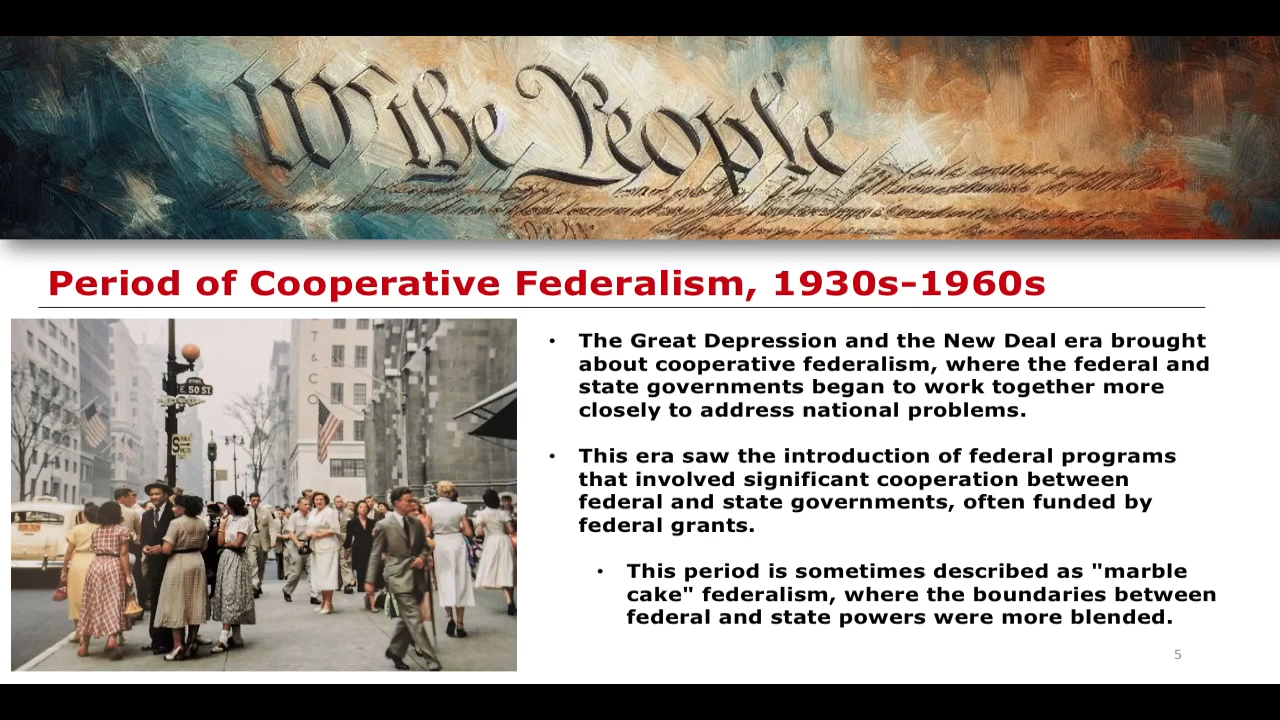 We the People
Period of Cooperative Federalism, 1930s-1960s
• The Great Depression and the New Deal era brought
about cooperative federalism, where the federal and
state governments began to work together more
closely to address national problems.
• This era saw the introduction of federal programs
that involved significant cooperation between
federal and state governments, often funded by
federal grants.
• This period is sometimes described as "marble
cake" federalism, where the boundaries between
federal and state powers were more blended.
E 50 ST
5